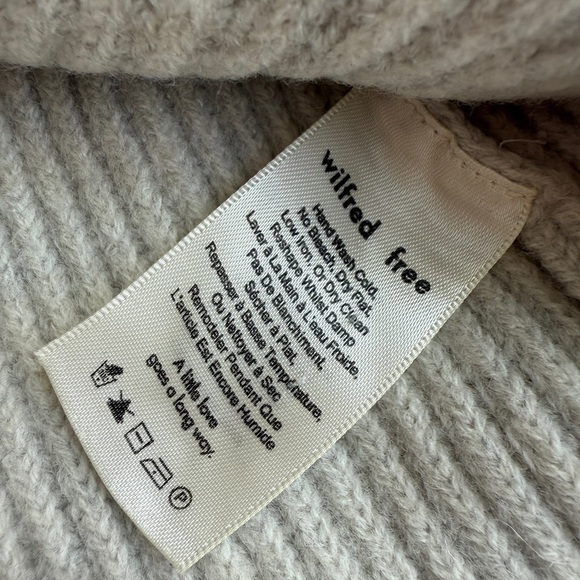 wilfred free
Hand Wash Cold,
No Bleach, Dry Flat,
Low Iron, Or Dry Clean
Reshape Whilst Damp
Laver à La Main à L'eau Froide,
Pas De Blanchiment,
Sécher à Plat,
Repasser à Basse Température,
Ou Nettoyer à Sec
Remodeler Pendant Que
L'article Est Encore Humide
A little love
goes a long way.
P